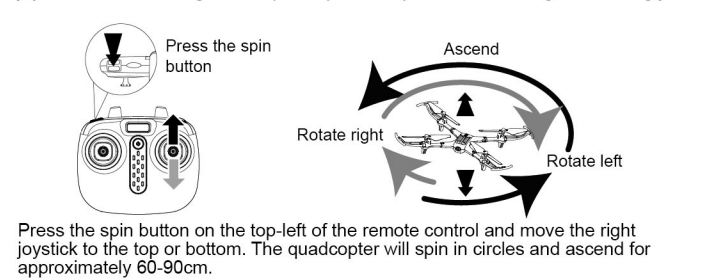 Press the spin
button
Ascend
Rotate right
Rotate left
Press the spin button on the top-left of the remote control and move the right
joystick to the top or bottom. The quadcopter will spin in circles and ascend for
approximately 60-90cm.